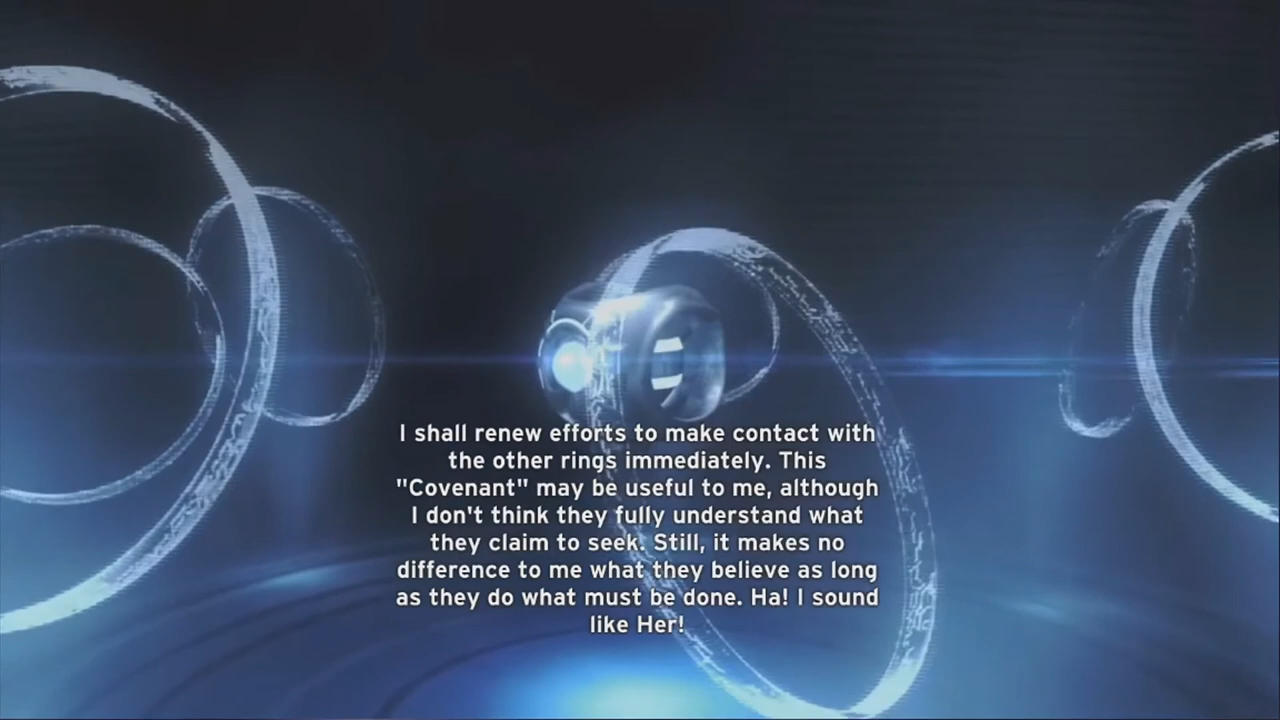 I shall renew efforts to make contact with
the other rings immediately. This
"Covenant" may be useful to me, although
I don't think they fully understand what
they claim to seek. Still, it makes no
difference to me what they believe as long
as they do what must be done. Ha! I sound
like Her!